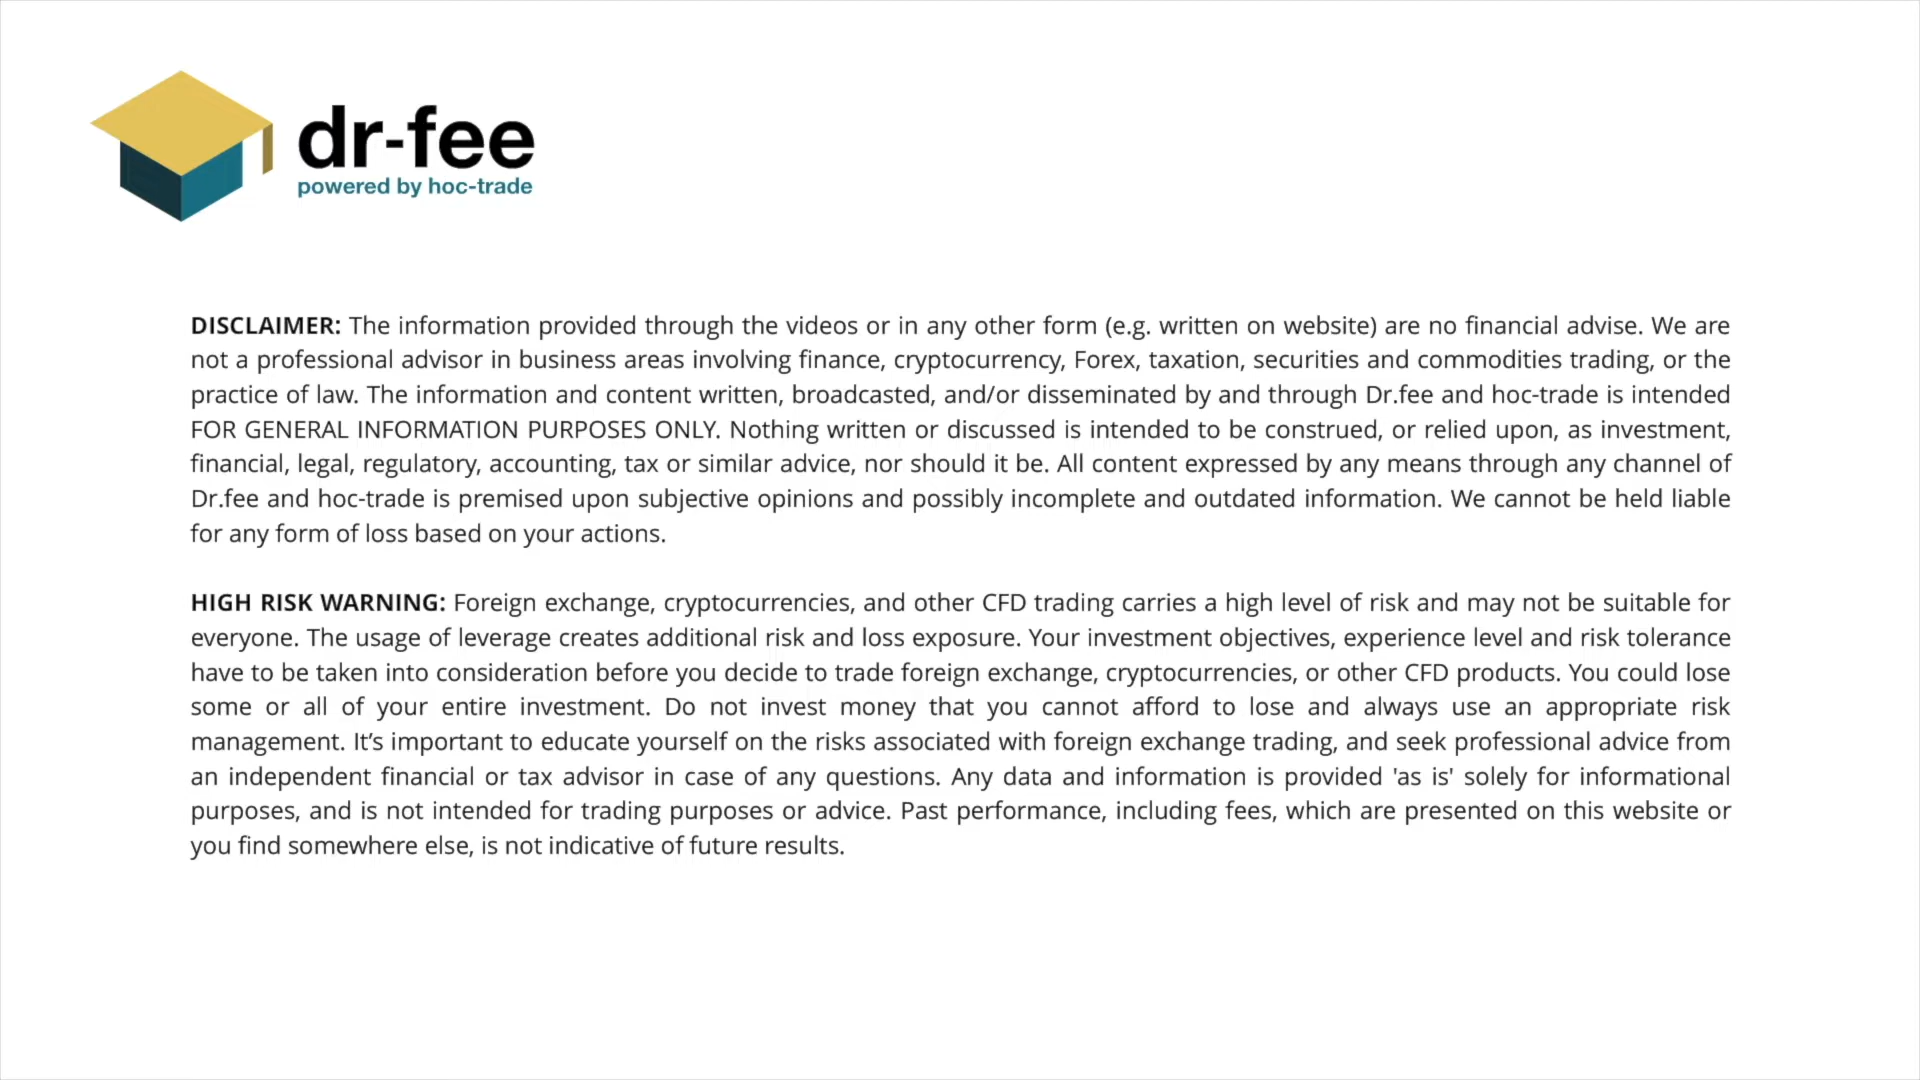 dr-fee
powered by hoc-trade
DISCLAIMER: The information provided through the videos or in any other form (e.g. written on website) are no financial advise. We are
not a professional advisor in business areas involving finance, cryptocurrency, Forex, taxation, securities and commodities trading, or the
practice of law. The information and content written, broadcasted, and/or disseminated by and through Dr.fee and hoc-trade is intended
FOR GENERAL INFORMATION PURPOSES ONLY. Nothing written or discussed is intended to be construed, or relied upon, as investment,
financial, legal, regulatory, accounting, tax or similar advice, nor should it be. All content expressed by any means through any channel of
Dr.fee and hoc-trade is premised upon subjective opinions and possibly incomplete and outdated information. We cannot be held liable
for any form of loss based on your actions.
HIGH RISK WARNING: Foreign exchange, cryptocurrencies, and other CFD trading carries a high level of risk and may not be suitable for
everyone. The usage of leverage creates additional risk and loss exposure. Your investment objectives, experience level and risk tolerance
have to be taken into consideration before you decide to trade foreign exchange, cryptocurrencies, or other CFD products. You could lose
some or all of your entire investment. Do not invest money that you cannot afford to lose and always use an appropriate risk
management. It’s important to educate yourself on the risks associated with foreign exchange trading, and seek professional advice from
an independent financial or tax advisor in case of any questions. Any data and information is provided 'as is' solely for informational
purposes, and is not intended for trading purposes or advice. Past performance, including fees, which are presented on this website or
you find somewhere else, is not indicative of future results.